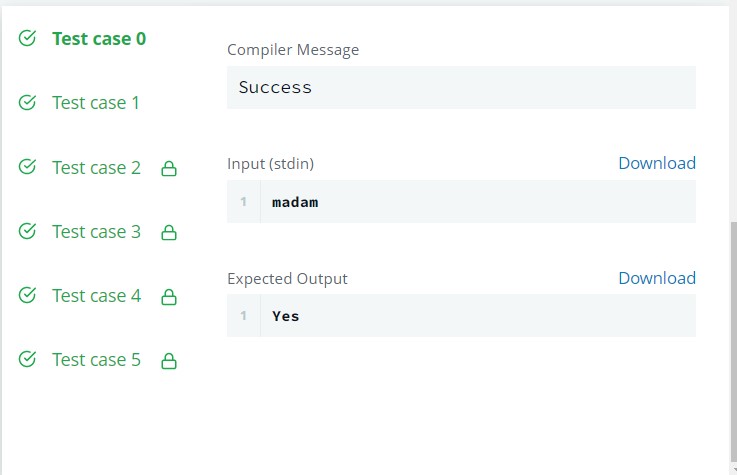 Test case 0
Test case 1
Test case 2
Test case 3
Test case 4
Test case 5
Compiler Message
Success
Input (stdin) Download
1 madam
Expected Output Download
1 Yes